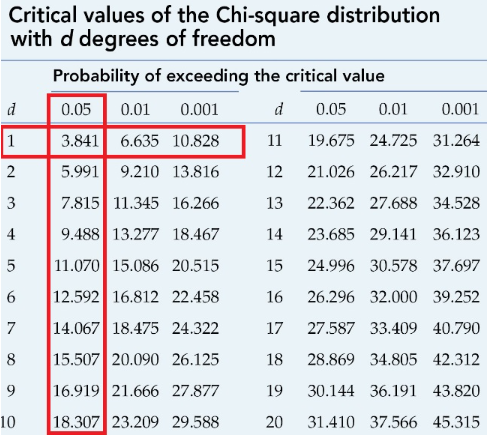 Critical values of the Chi-square distribution
with d degrees of freedom
Probability of exceeding the critical value
d 0.05 0.01 0.001 d 0.05 0.01 0.001
1 3.841 6.635 10.828 11 19.675 24.725 31.264
2 5.991 9.210 13.816 12 21.026 26.217 32.910
3 7.815 11.345 16.266 13 22.362 27.688 34.528
4 9.488 13.277 18.467 14 23.685 29.141 36.123
5 11.070 15.086 20.515 15 24.996 30.578 37.697
6 12.592 16.812 22.458 16 26.296 32.000 39.252
7 14.067 18.475 24.322 17 27.587 33.409 40.790
8 15.507 20.090 26.125 18 28.869 34.805 42.312
9 16.919 21.666 27.877 19 30.144 36.191 43.820
10 18.307 23.209 29.588 20 31.410 37.566 45.315